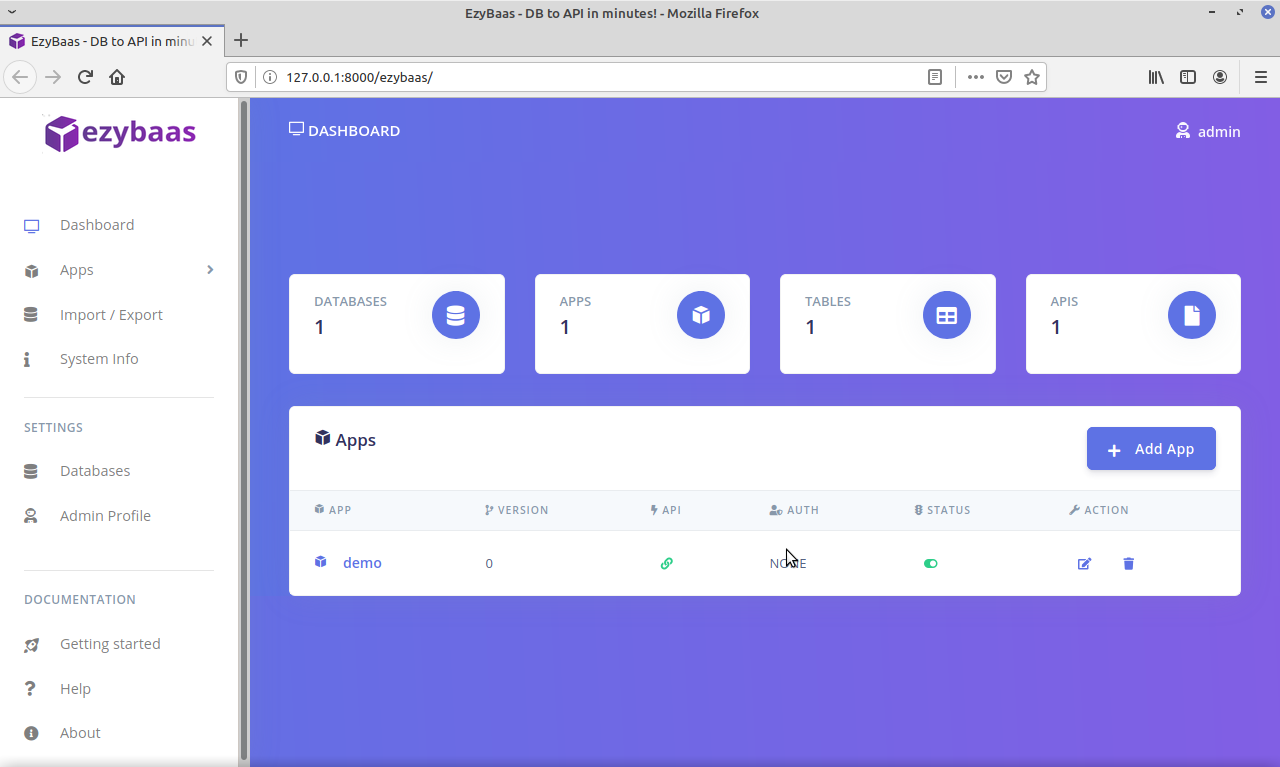 EzyBaas - DB to API in minutes! - Mozilla Firefox
EzyBaas - DB to API in minu
127.0.0.1:8000/ezybaas/
ezybaas
DASHBOARD
admin
Dashboard
Apps
Import / Export
System Info
SETTINGS
Databases
Admin Profile
DOCUMENTATION
Getting started
Help
About
DATABASES
1
APPS
1
TABLES
1
APIS
1
Apps
+ Add App
APP VERSION API AUTH STATUS ACTION
demo 0 NONE